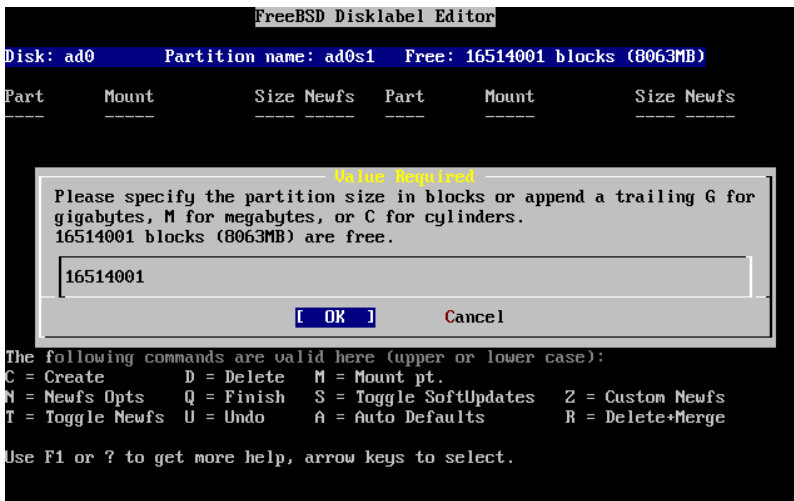 FreeBSD Disklabel Editor
Disk: ad0 Partition name: ad0s1 Free: 16514001 blocks (8063MB)
Part Mount Size Newfs Part Mount Size Newfs
---- ----- ---- ----- ---- ----- ---- -----
Value Required
Please specify the partition size in blocks or append a trailing G for
gigabytes, M for megabytes, or C for cylinders.
16514001 blocks (8063MB) are free.
16514001
[ OK ] Cancel
The following commands are valid here (upper or lower case):
C = Create D = Delete M = Mount pt.
N = Newfs Opts Q = Finish S = Toggle SoftUpdates Z = Custom Newfs
T = Toggle Newfs U = Undo A = Auto Defaults R = Delete+Merge
Use F1 or ? to get more help, arrow keys to select.